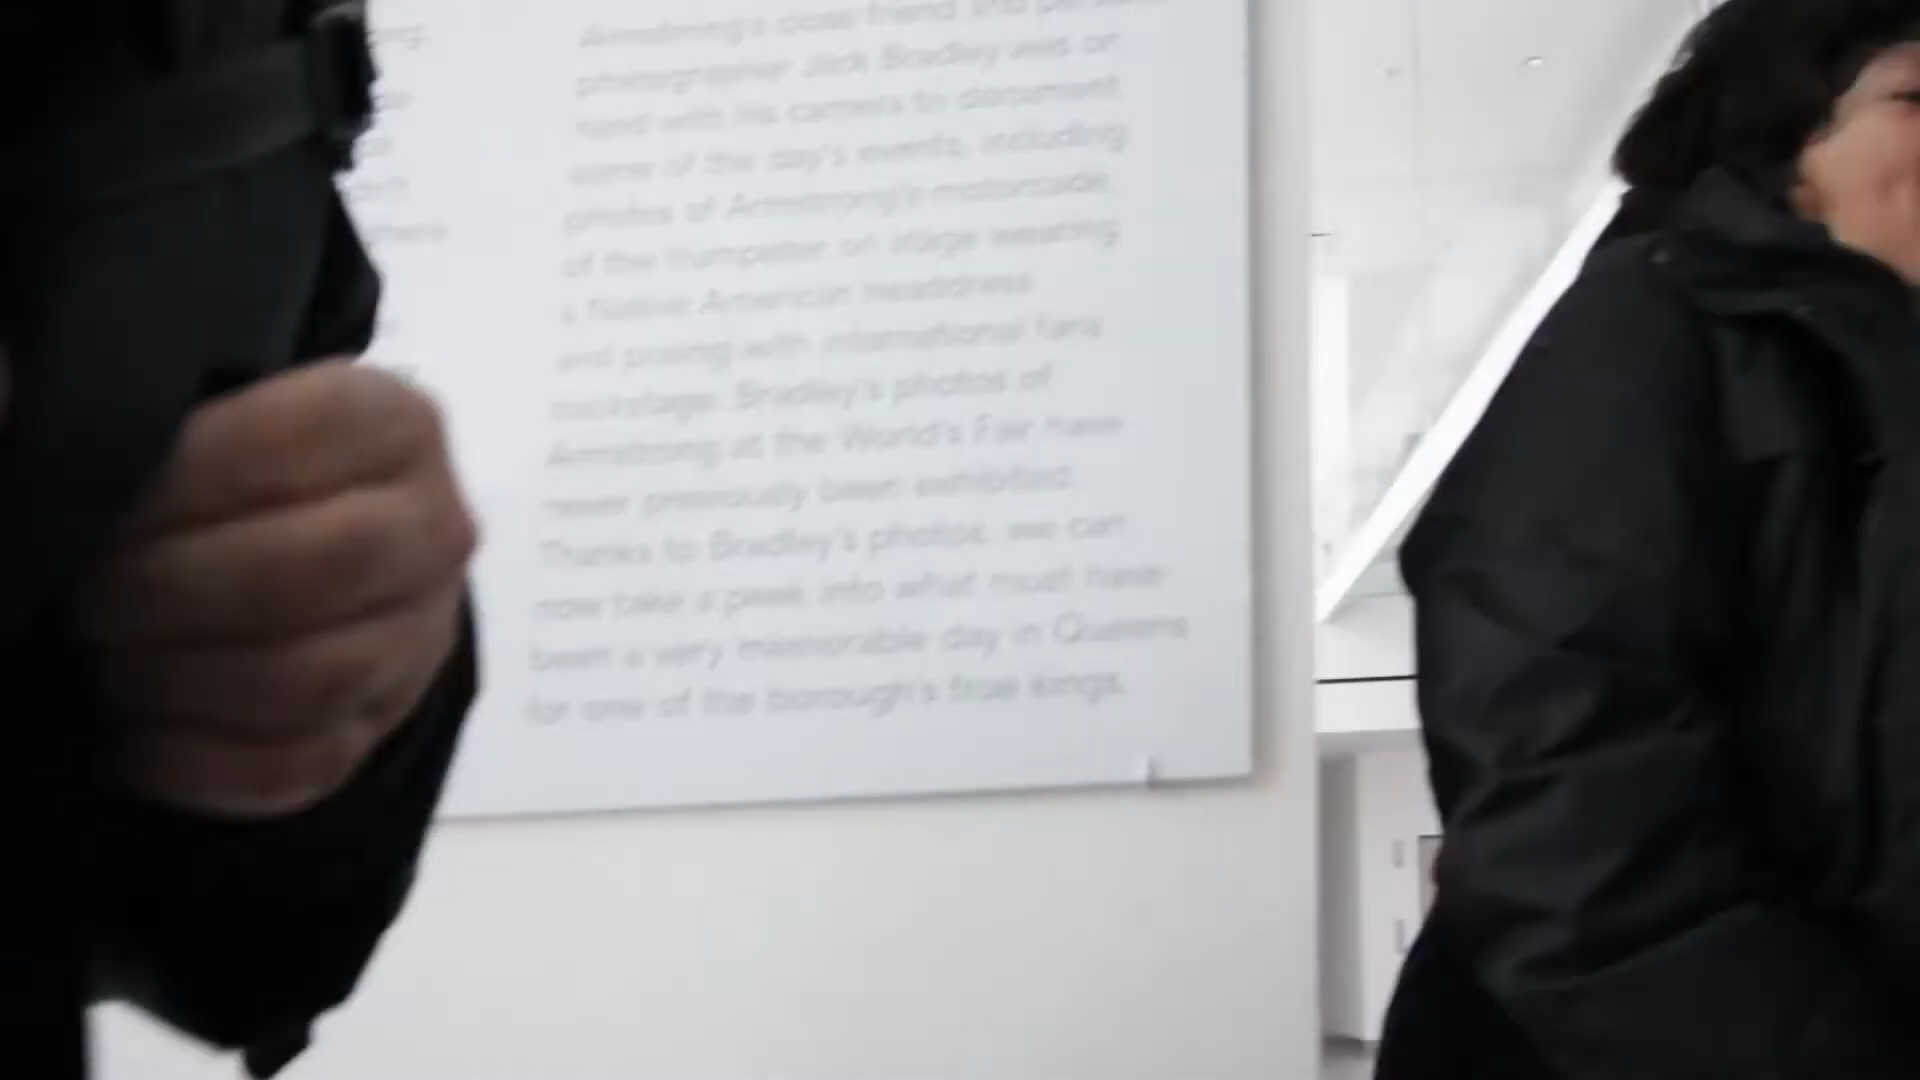 Armstrong's close friend and
photographer Jack Bradley was on
hand with his camera to document
some of the day's events, including
photos of Armstrong's motorcade,
of the trumpeter on stage wearing
a Native American headdress
and posing with international fans
backstage. Bradley's photos of
Armstrong at the World's Fair have
never previously been exhibited.
Thanks to Bradley's photos, we can
now take a peek into what must have
been a very memorable day in Queens
for one of the borough's true kings.